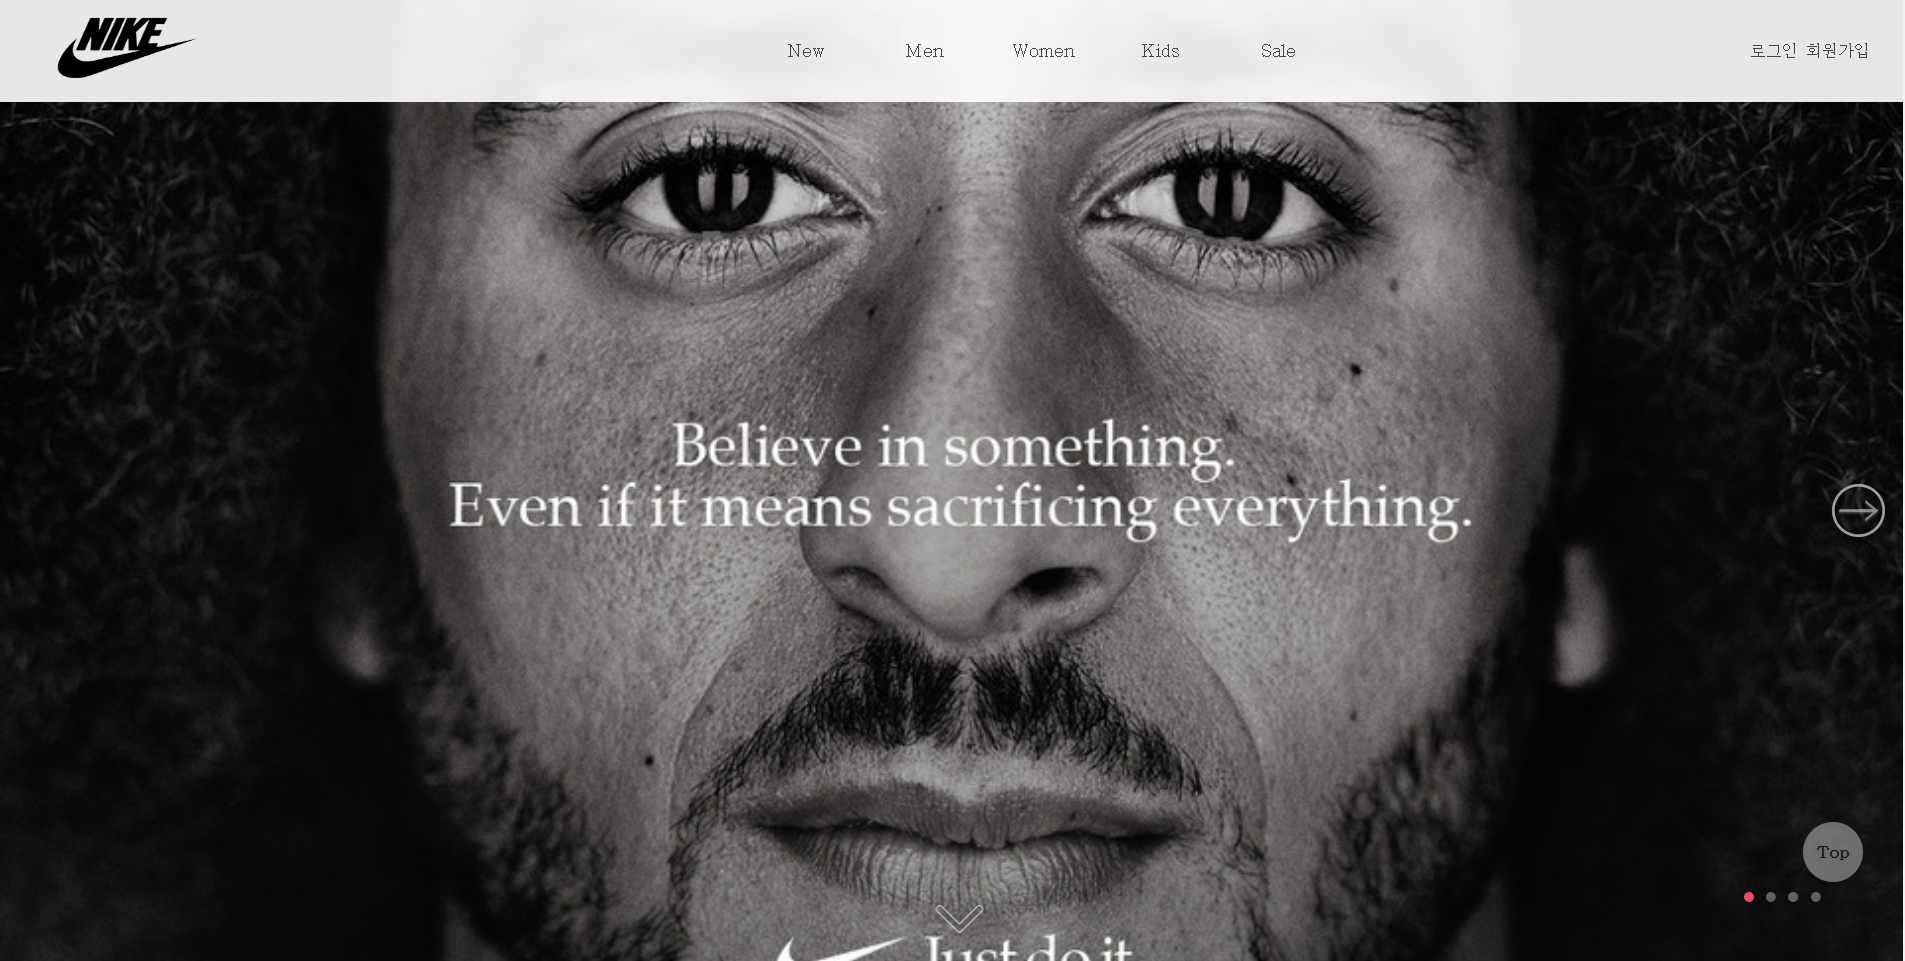 NIKE
New Men Women Kids Sale
로그인 회원가입
Believe in something.
Even if it means sacrificing everything.
Top
Just do it